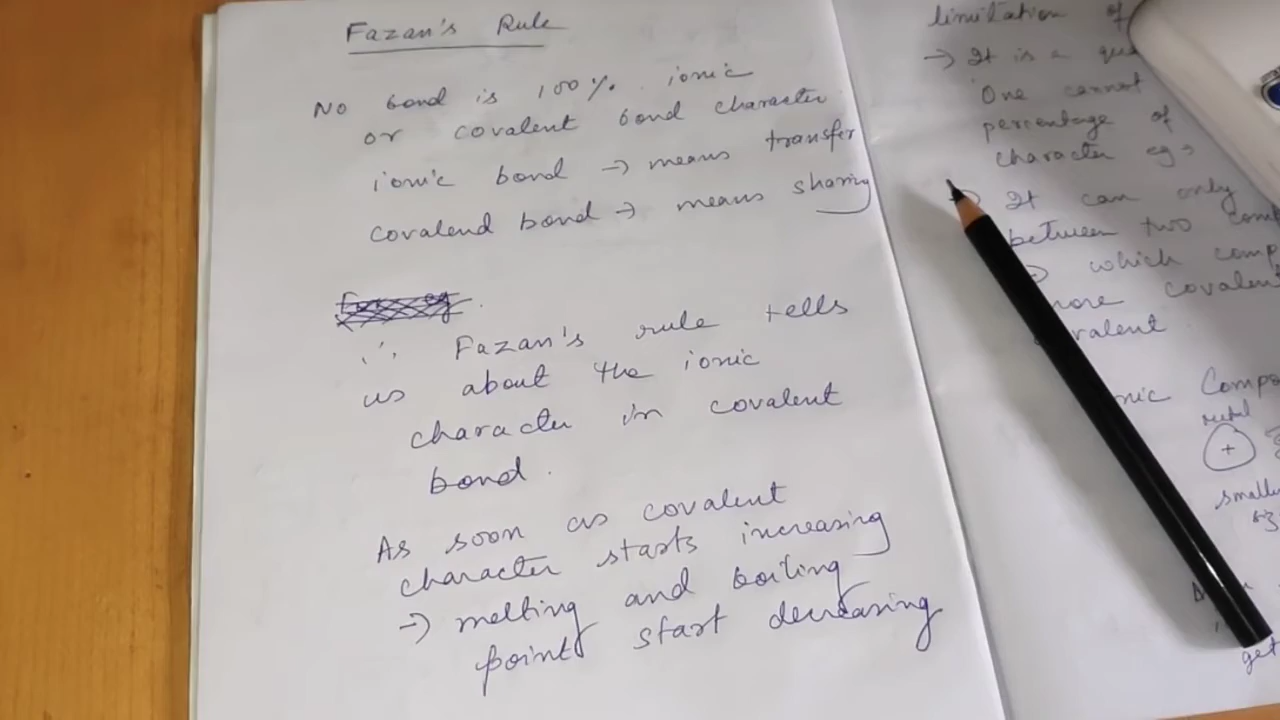 Fazan's Rule
No bond is 100% ionic
or covalent bond character
ionic bond → means transfer
covalend bond → means sharing
∴ Fazan's rule tells
us about the ionic
character in covalent
bond.
As soon as covalent
character starts increasing
→ melting and boiling
point start decreasing
limitation of
→ It is a
One cannot
percentage of
character eg →
It can only
between two
which
more covalent
Ionic
metal
+
get